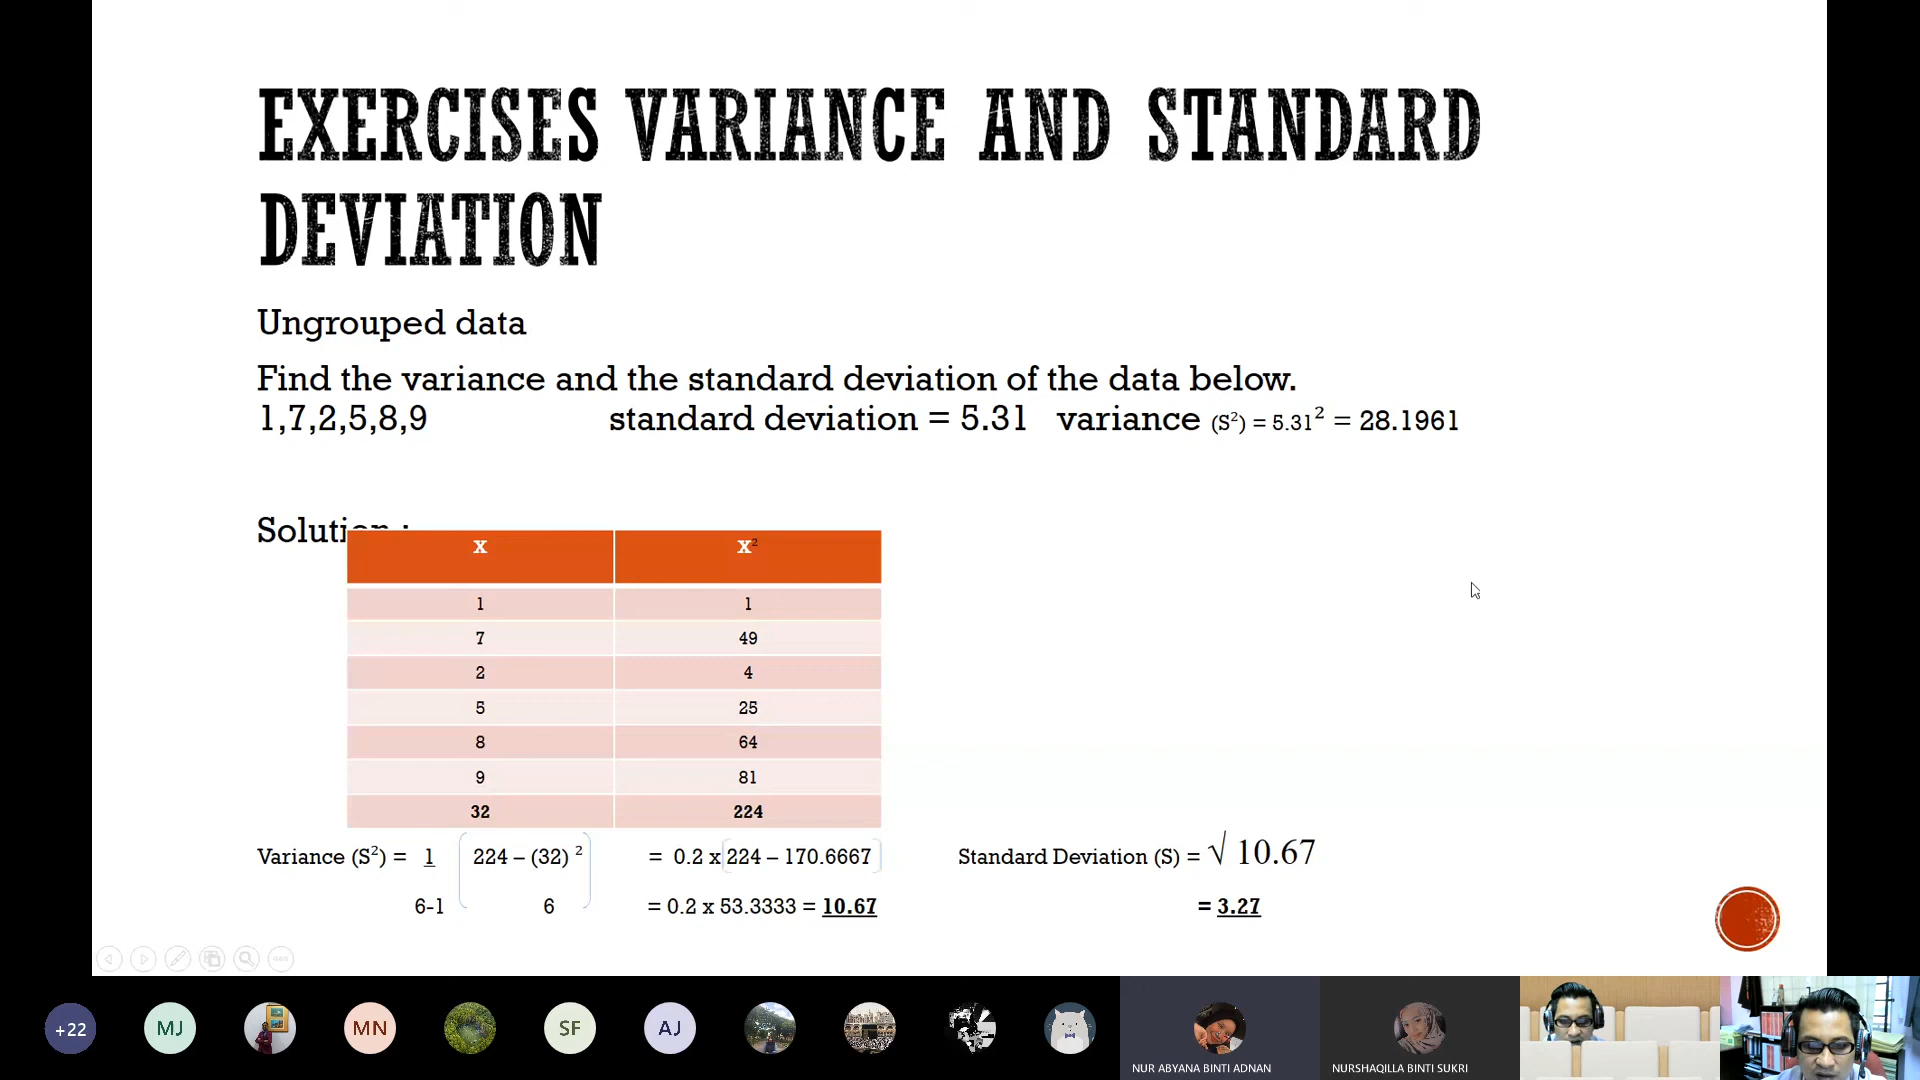 EXERCISES VARIANCE AND STANDARD
DEVIATION
Ungrouped data
Find the variance and the standard deviation of the data below.
1,7,2,5,8,9 standard deviation = 5.31 variance (S²) = 5.31² = 28.1961
Solution :
x x²
1 1
7 49
2 4
5 25
8 64
9 81
32 224
Variance (S²) = 1 224 – (32) ² = 0.2 x 224 – 170.6667 Standard Deviation (S) = √ 10.67
6-1 6 = 0.2 x 53.3333 = 10.67 = 3.27
+22 MJ MN SF AJ
NUR ABYANA BINTI ADNAN NURSHAQILLA BINTI SUKRI